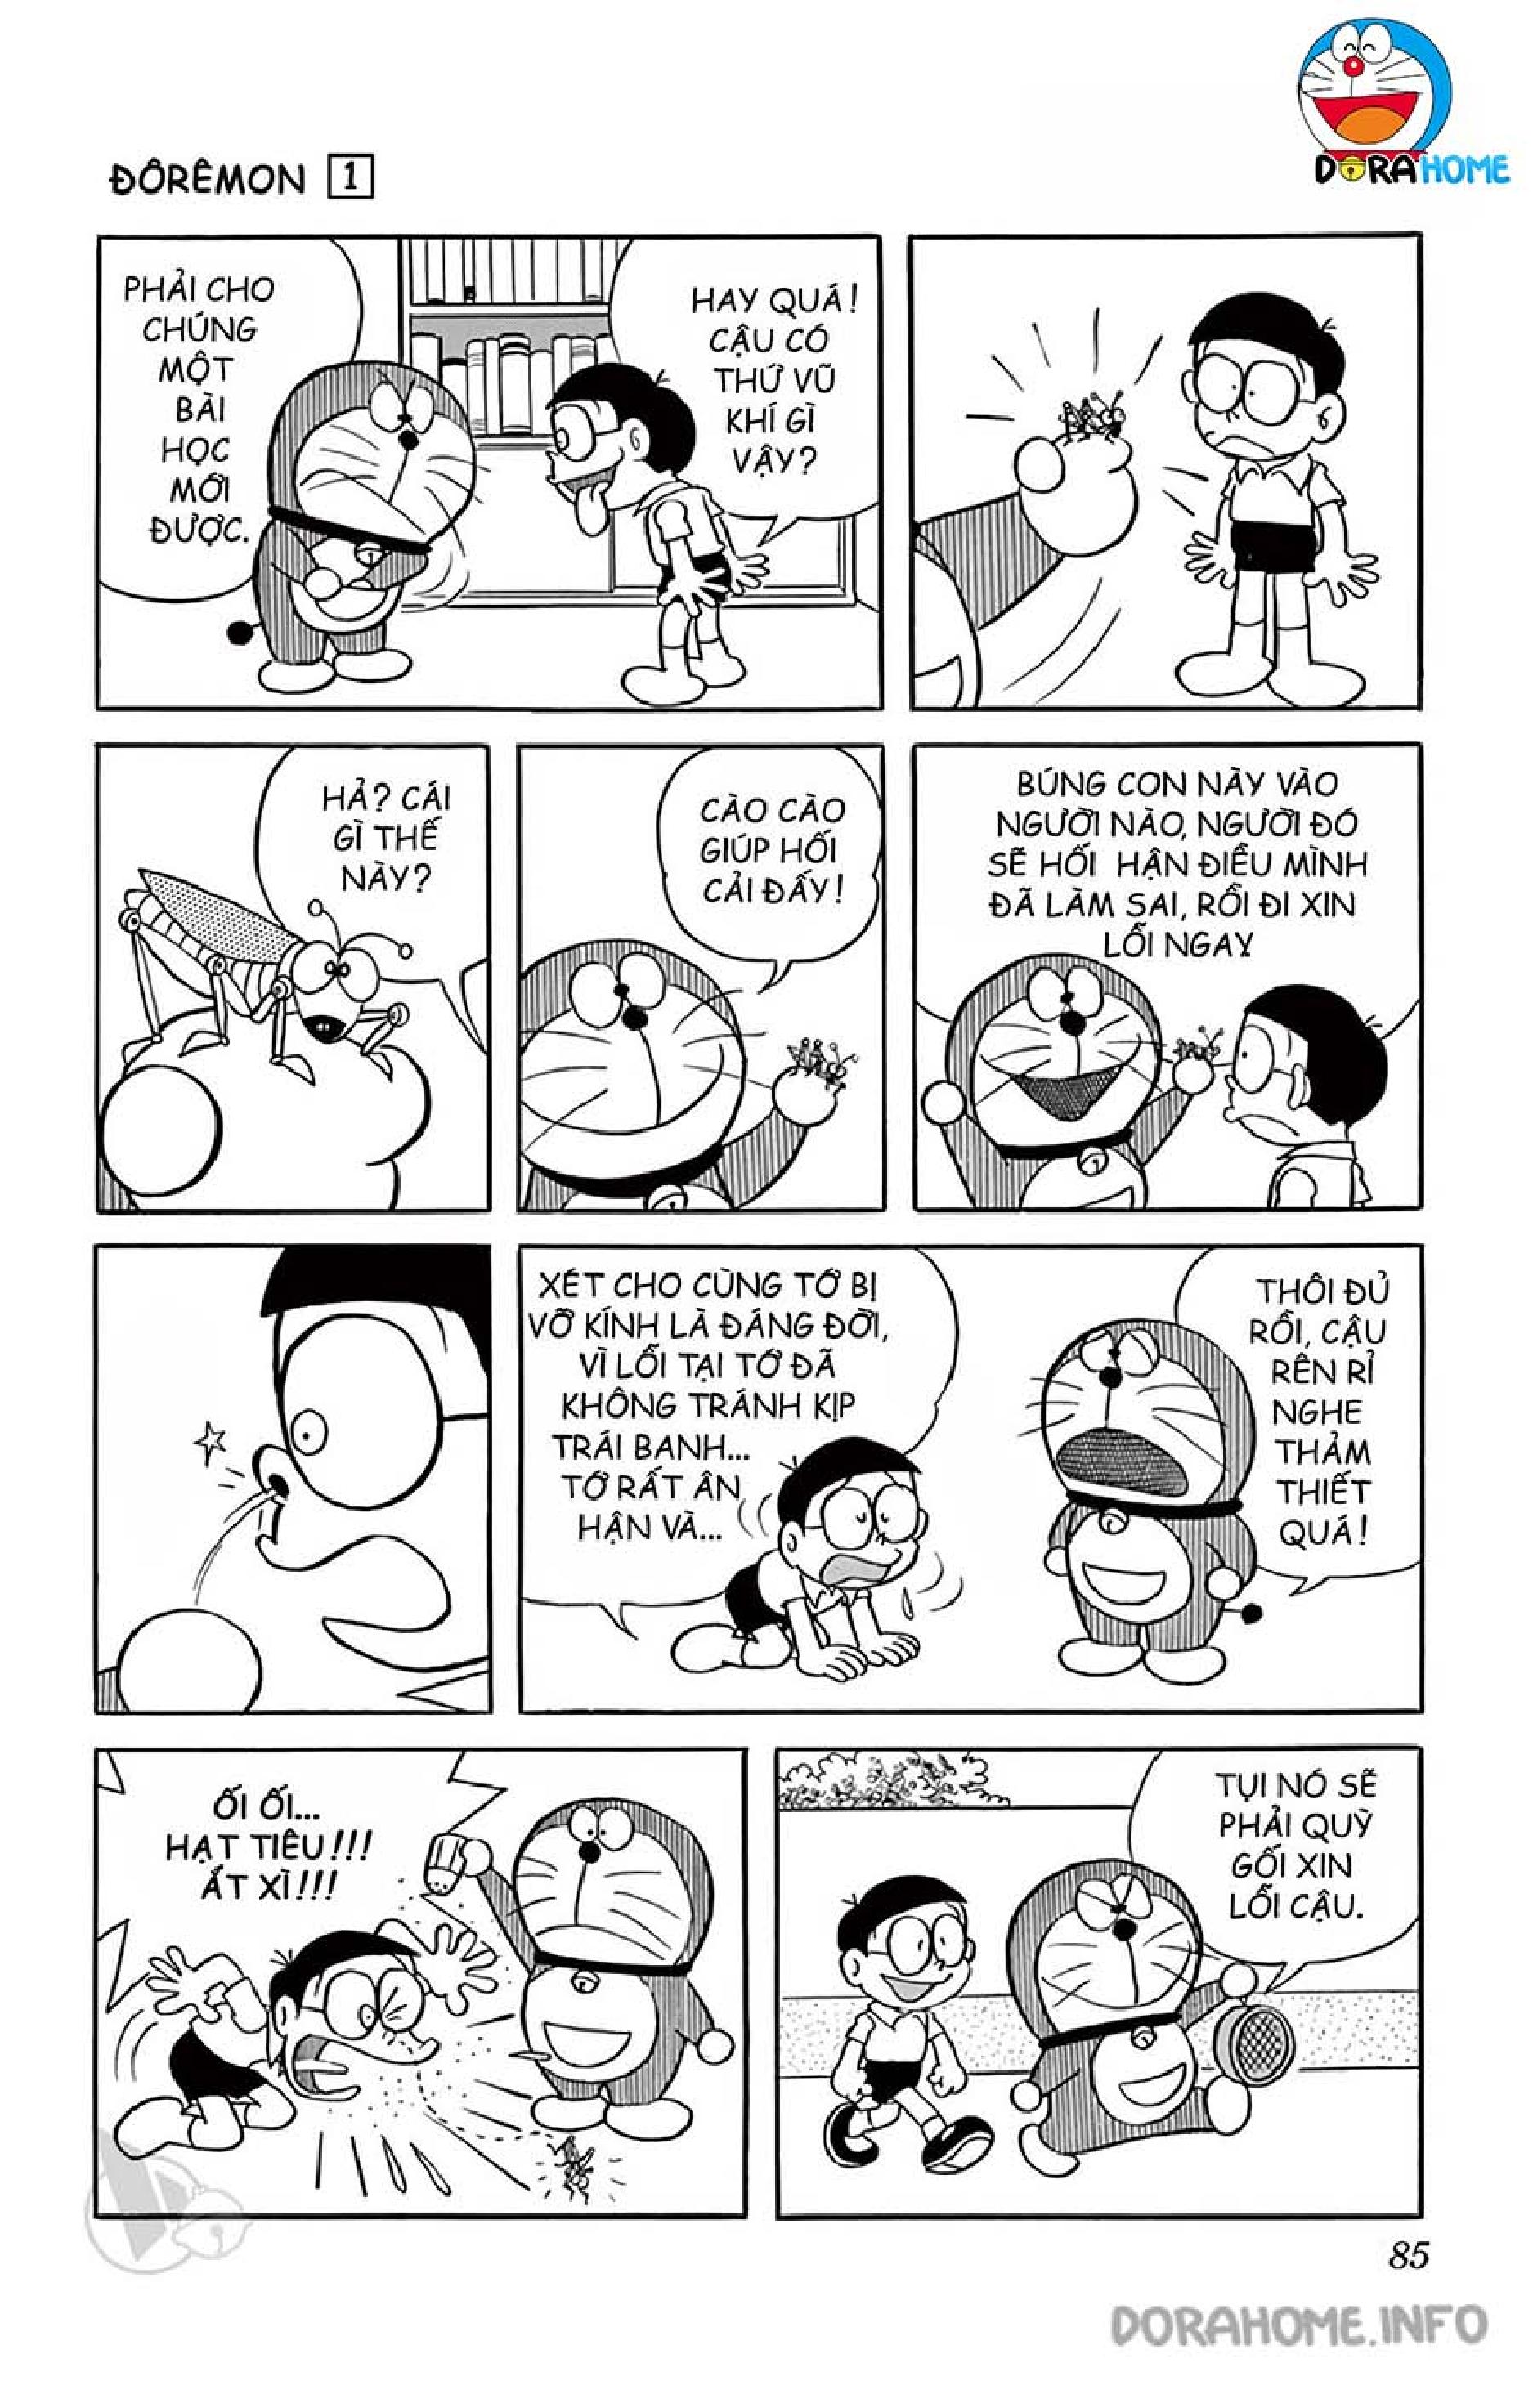 DORAHOME
ĐÔRÊMON 1
PHẢI CHO
CHÚNG
MỘT
BÀI
HỌC
MỚI
ĐƯỢC.
HAY QUÁ!
CẬU CÓ
THỨ VŨ
KHÍ GÌ
VẬY?
HẢ? CÁI
GÌ THẾ
NÀY?
CÀO CÀO
GIÚP HỐI
CẢI ĐẤY!
BÚNG CON NÀY VÀO
NGƯỜI NÀO, NGƯỜI ĐÓ
SẼ HỐI HẬN ĐIỀU MÌNH
ĐÃ LÀM SAI, RỒI ĐI XIN
LỖI NGAY.
XÉT CHO CÙNG TỚ BỊ
VỠ KÍNH LÀ ĐÁNG ĐỜI,
VÌ LỖI TẠI TỚ ĐÃ
KHÔNG TRÁNH KỊP
TRÁI BANH...
TỚ RẤT ÂN
HẬN VÀ...
THÔI ĐỦ
RỒI, CẬU
RÊN RỈ
NGHE
THẢM
THIẾT
QUÁ!
ỐI ỐI...
HẠT TIÊU!!!
ẮT XÌ!!!
TỤI NÓ SẼ
PHẢI QUỲ
GỐI XIN
LỖI CẬU.
85
DORAHOME.INFO